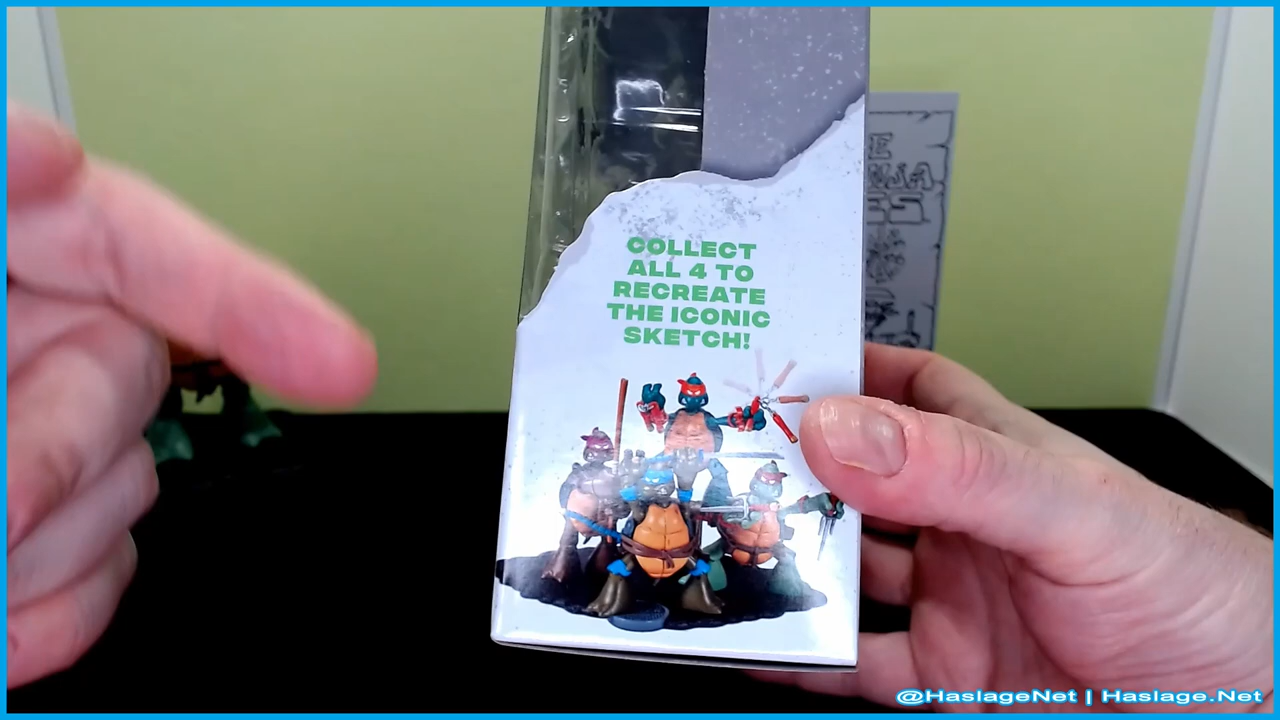 COLLECT
ALL 4 TO
RECREATE
THE ICONIC
SKETCH!
@HaslageNet | Haslage.Net